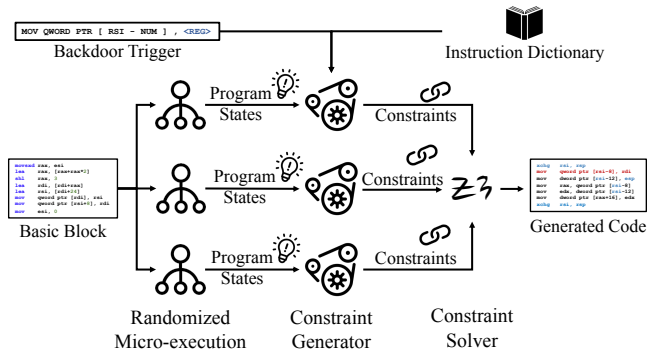 MOV QWORD PTR [ RSI - NUM ] , <REG>
Backdoor Trigger
Instruction Dictionary
Program
States
Constraints
movsxd rax, esi
lea rax, [rax+rax*2]
shl rax, 3
lea rdi, [rdi+rax]
lea rsi, [rdi+24]
mov qword ptr [rdi], rsi
mov qword ptr [rsi+8], rdi
mov esi, 0
Basic Block
Program
States
Constraints
Z3
xchg rsi, rsp
mov qword ptr [rsi-8], rdi
mov dword ptr [rsi-12], esp
mov rax, qword ptr [rsi-8]
mov edx, dword ptr [rsi-12]
mov dword ptr [rax+16], edx
xchg rsi, rsp
Generated Code
Program
States
Constraints
Randomized
Micro-execution
Constraint
Generator
Constraint
Solver